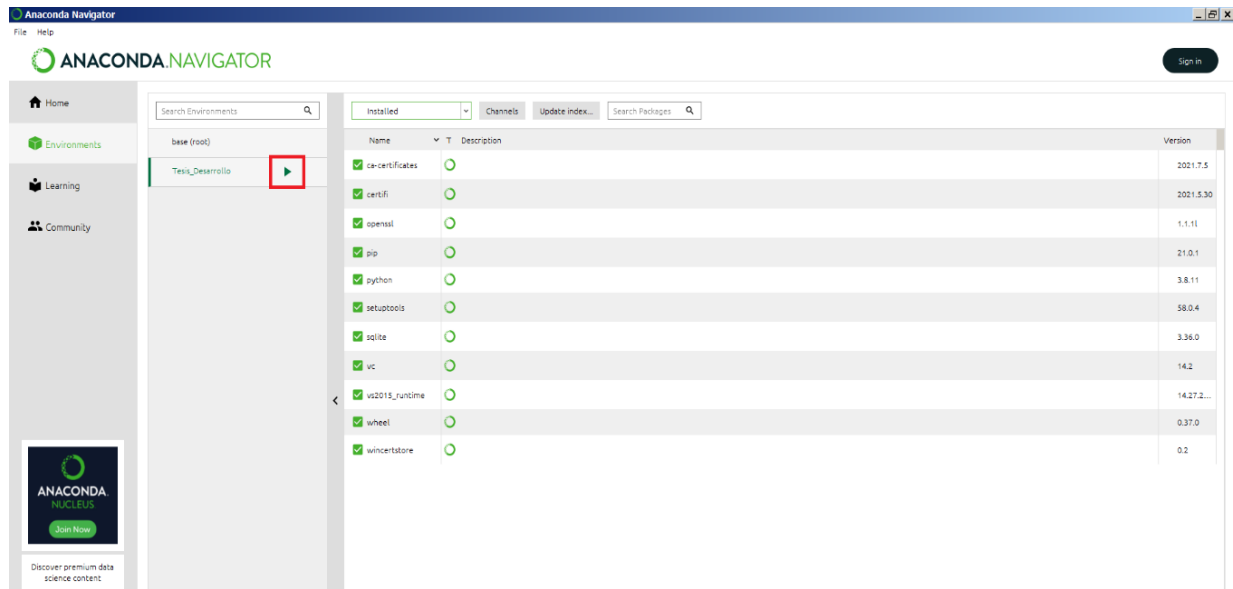 Anaconda Navigator
File Help
ANACONDA.NAVIGATOR
Sign in
Home
Environments
Learning
Community
ANACONDA.
NUCLEUS
Join Now
Discover premium data
science content
Search Environments
base (root)
Tesis_Desarrollo
Installed Channels Update index... Search Packages
Name T Description Version
ca-certificates 2021.7.5
certifi 2021.5.30
openssl 1.1.1l
pip 21.0.1
python 3.8.11
setuptools 58.0.4
sqlite 3.36.0
vc 14.2
vs2015_runtime 14.27.2...
wheel 0.37.0
wincertstore 0.2